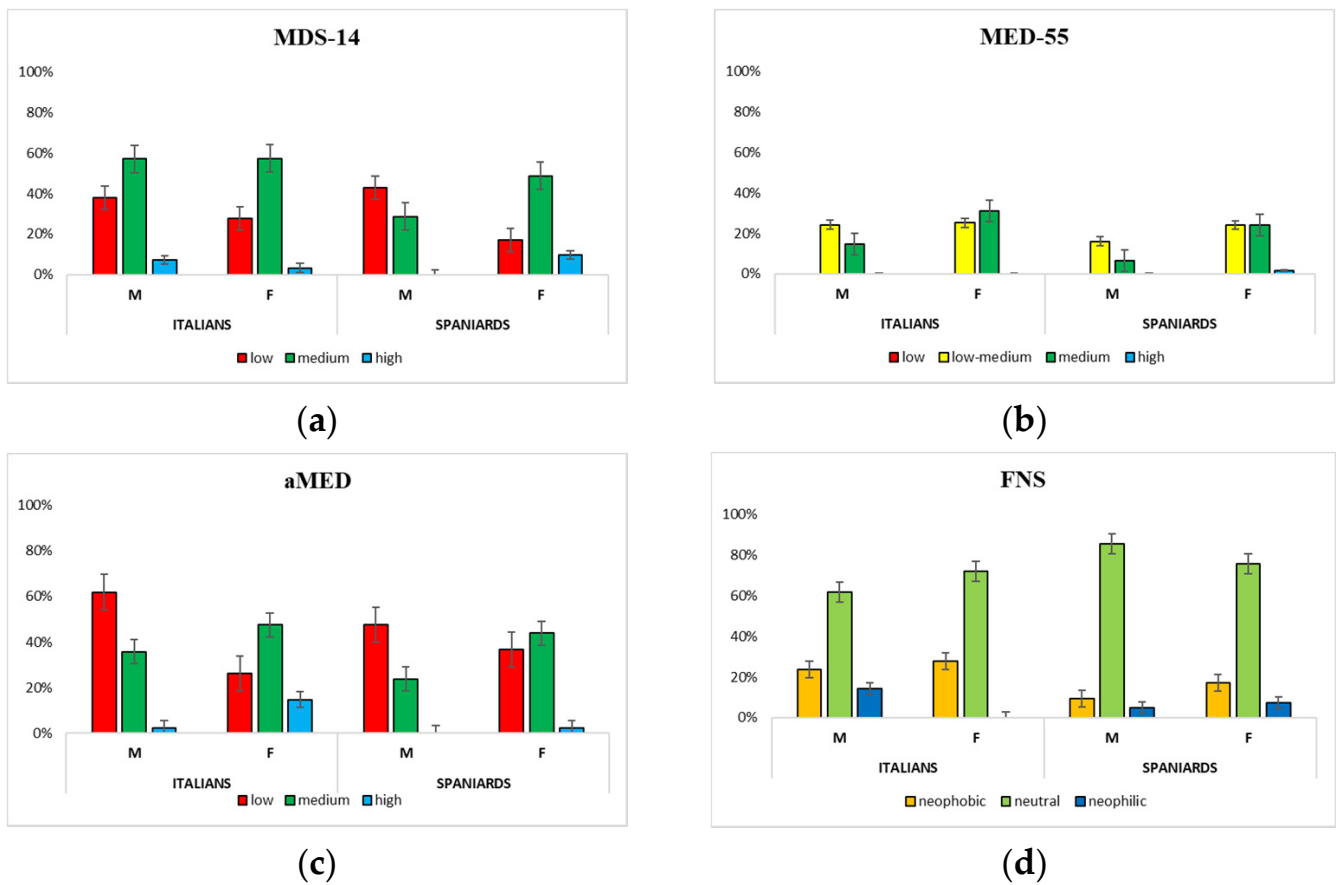 MDS-14
100%
80%
60%
40%
20%
0%
M F M F
ITALIANS SPANIARDS
low medium high
(a)
MED-55
100%
80%
60%
40%
20%
0%
M F M F
ITALIANS SPANIARDS
low low-medium medium high
(b)
aMED
100%
80%
60%
40%
20%
0%
M F M F
ITALIANS SPANIARDS
low medium high
(c)
FNS
100%
80%
60%
40%
20%
0%
M F M F
ITALIANS SPANIARDS
neophobic neutral neophilic
(d)